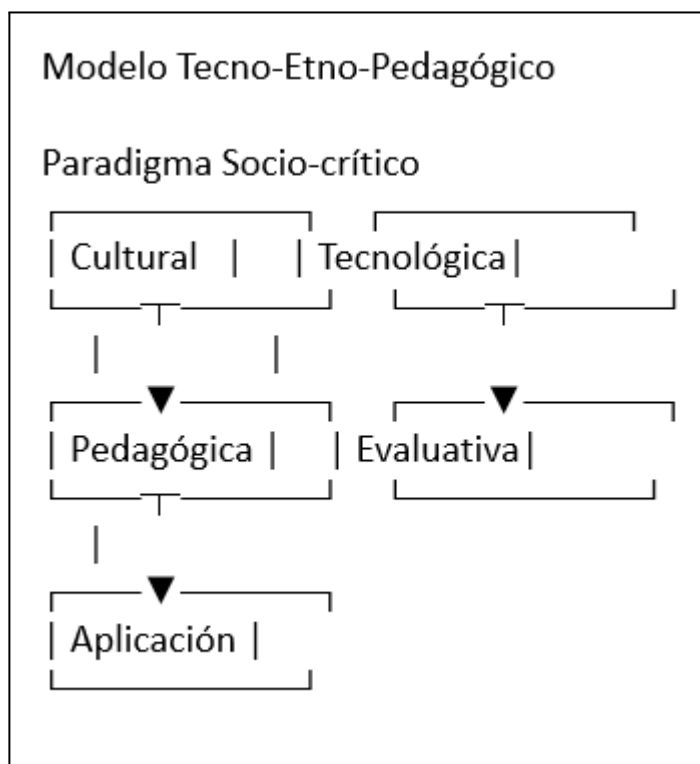 Modelo Tecno-Etno-Pedagógico
Paradigma Socio-crítico
Cultural Tecnológica
Pedagógica Evaluativa
Aplicación